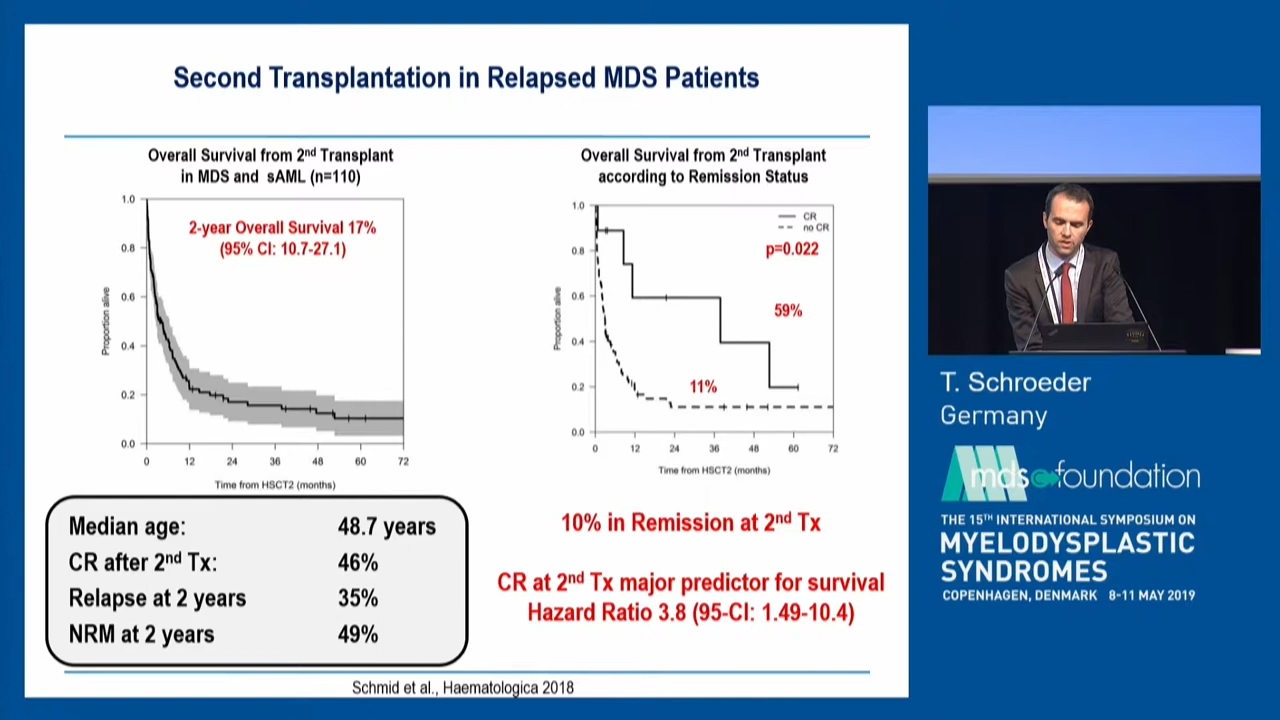 Second Transplantation in Relapsed MDS Patients
Overall Survival from 2nd Transplant
in MDS and sAML (n=110)
1.0
0.8
0.6
0.4
0.2
0.0
Proportion alive
2-year Overall Survival 17%
(95% CI: 10.7-27.1)
0 12 24 36 48 60 72
Time from HSCT2 (months)
Overall Survival from 2nd Transplant
according to Remission Status
1.0
0.8
0.6
0.4
0.2
0.0
Proportion alive
CR
no CR
p=0.022
59%
11%
0 12 24 36 48 60 72
Time from HSCT2 (months)
Median age: 48.7 years
CR after 2nd Tx: 46%
Relapse at 2 years 35%
NRM at 2 years 49%
10% in Remission at 2nd Tx
CR at 2nd Tx major predictor for survival
Hazard Ratio 3.8 (95-CI: 1.49-10.4)
Schmid et al., Haematologica 2018
T. Schroeder
Germany
mds foundation
THE 15TH INTERNATIONAL SYMPOSIUM ON
MYELODYSPLASTIC
SYNDROMES
COPENHAGEN, DENMARK 8-11 MAY 2019